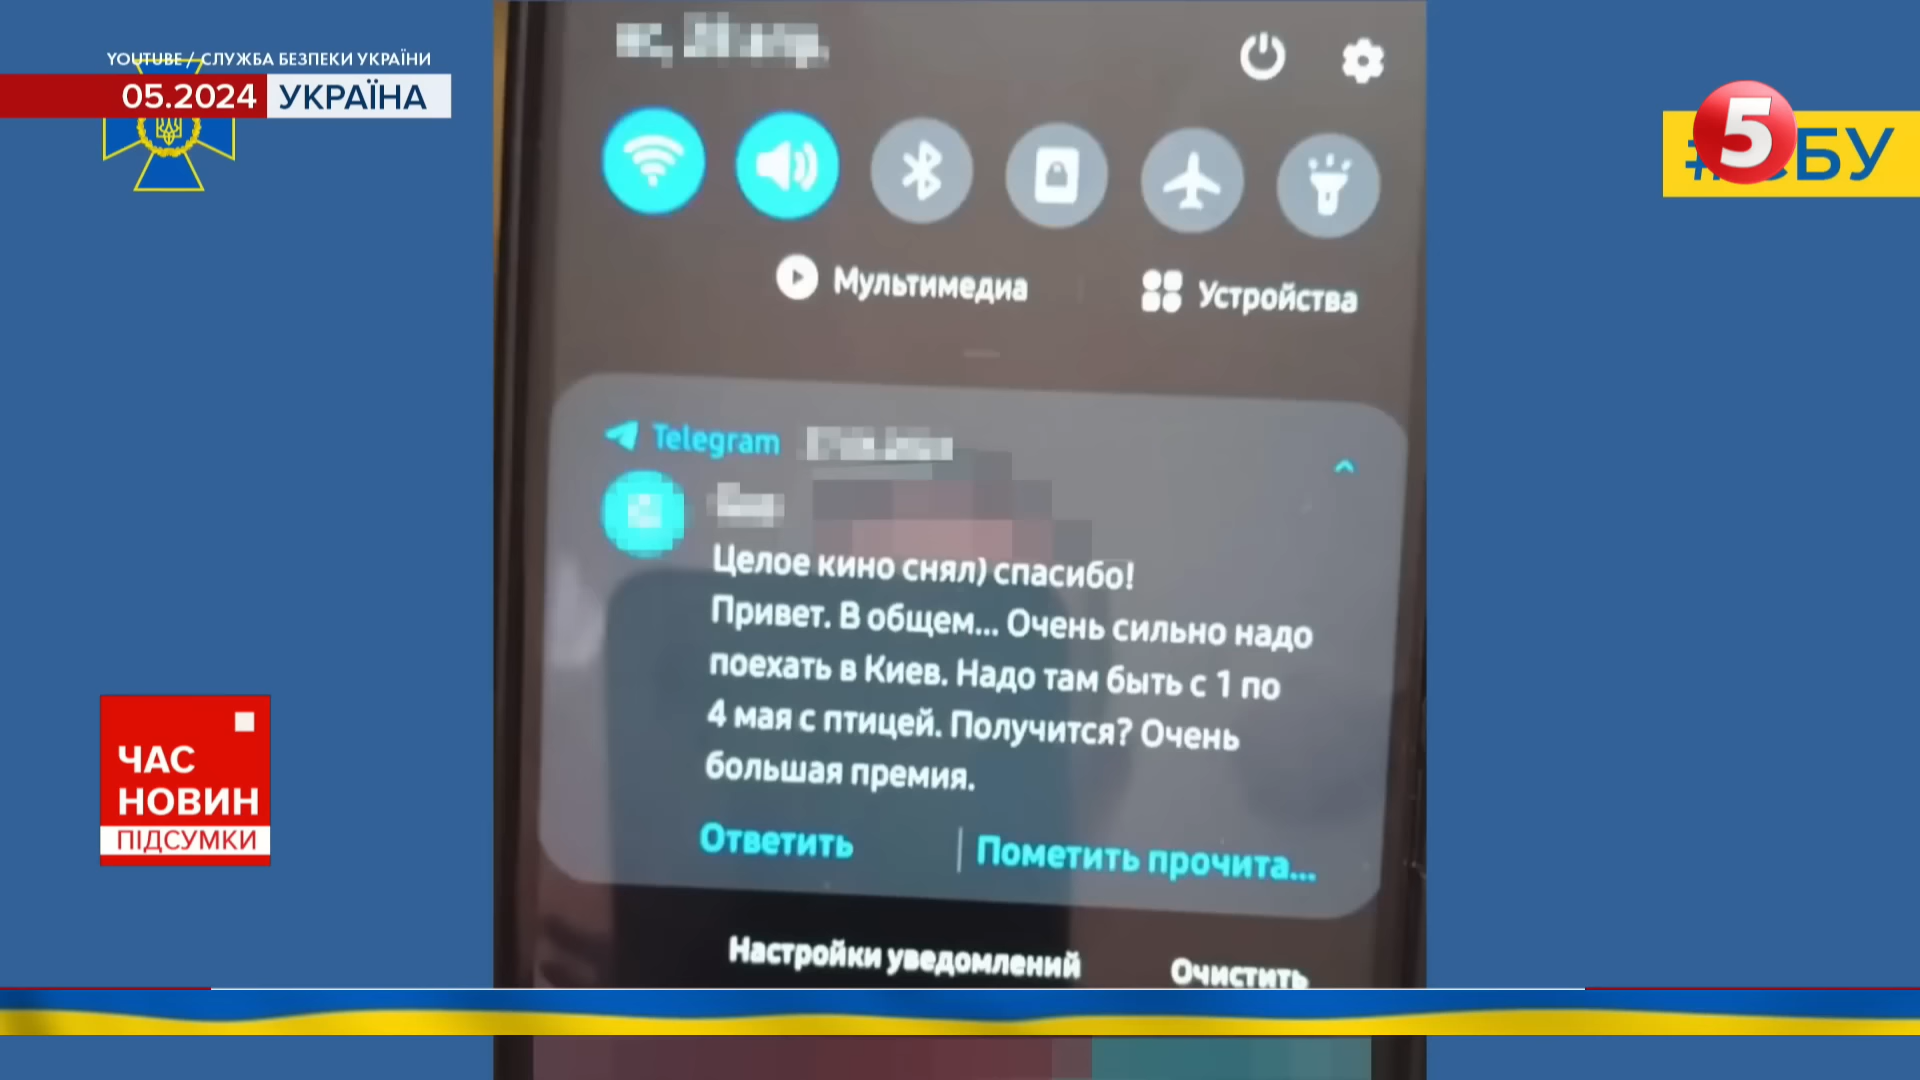 YOUTUBE / СЛУЖБА БЕЗПЕКИ УКРАЇНИ
05.2024 УКРАЇНА
5
БУ
Мультимедиа
Устройства
Telegram
Целое кино снял) спасибо!
Привет. В общем... Очень сильно надо
поехать в Киев. Надо там быть с 1 по
4 мая с птицей. Получится? Очень
большая премия.
Ответить
Пометить прочита...
Настройки уведомлений
Очистить
ЧАС
НОВИН
ПІДСУМКИ